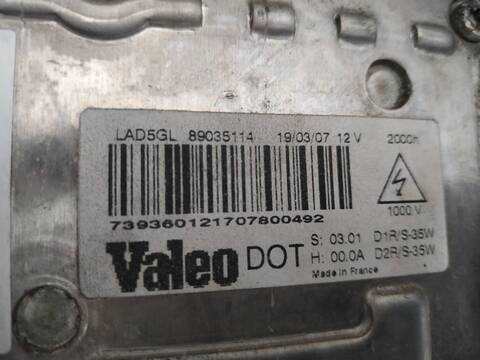 LAD5GL 89035114 19/03/07 12 V 2000h
1000 V
739360121707800492
Valeo DOT S: 03.01 D1R/S-35W
H: 00.0A D2R/S-35W
Made in France